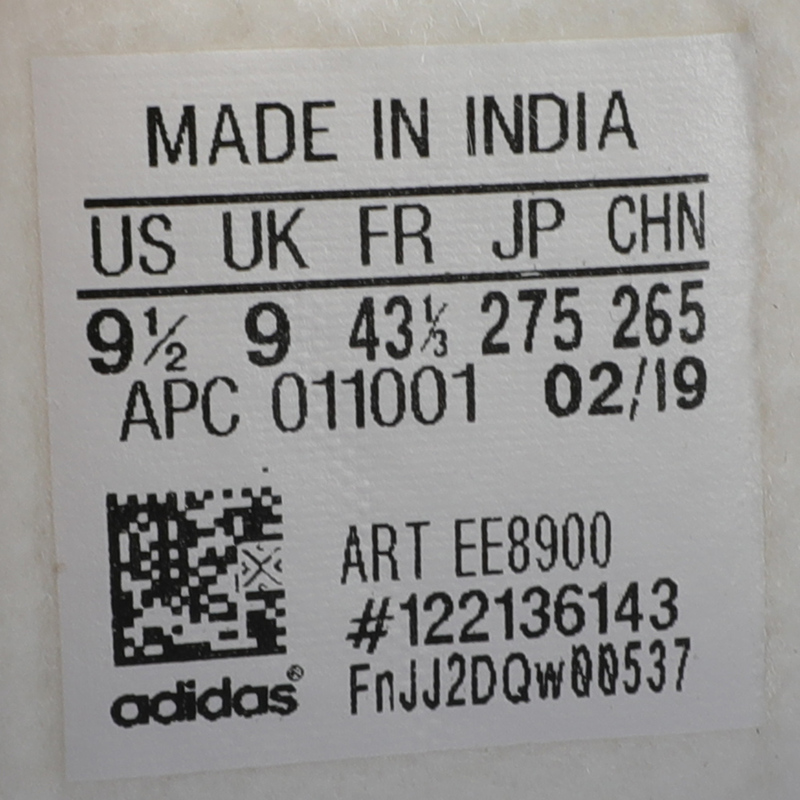 MADE IN INDIA
US UK FR JP CHN
9½ 9 43⅓ 275 265
APC 011001 02/19
ART EE8900
#122136143
FnJJ2DQw00537
adidas®